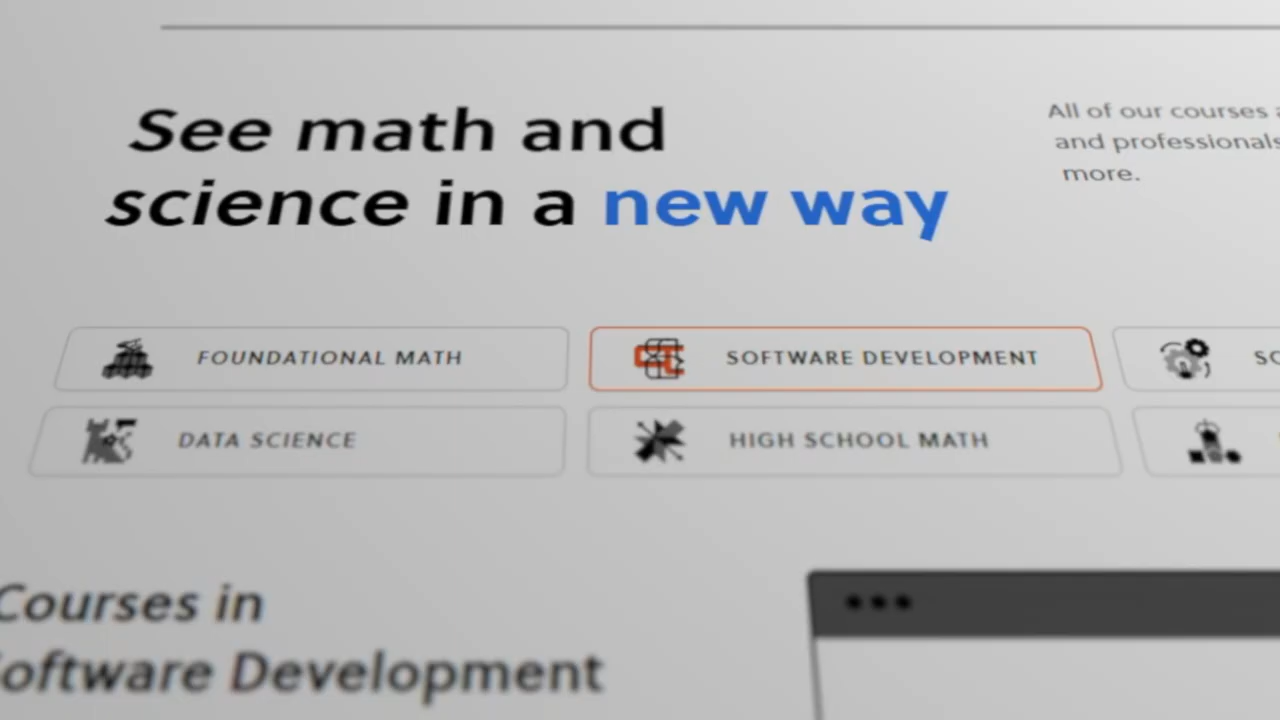 See math and
science in a new way
All of our courses
and professionals
more.
FOUNDATIONAL MATH
SOFTWARE DEVELOPMENT
DATA SCIENCE
HIGH SCHOOL MATH
Courses in
Software Development